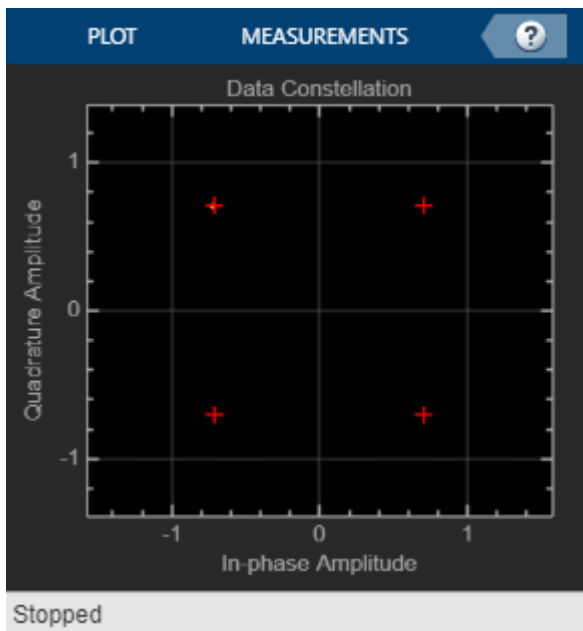 PLOT MEASUREMENTS ?
Data Constellation
Quadrature Amplitude
1
0
-1
-1 0 1
In-phase Amplitude
Stopped